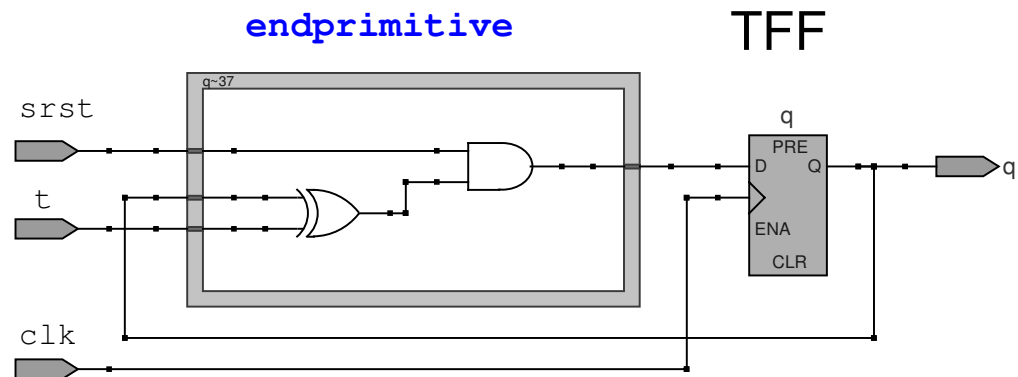 endprimitive
TFF
q~37
srst
q
PRE
D
Q
q
t
ENA
CLR
clk